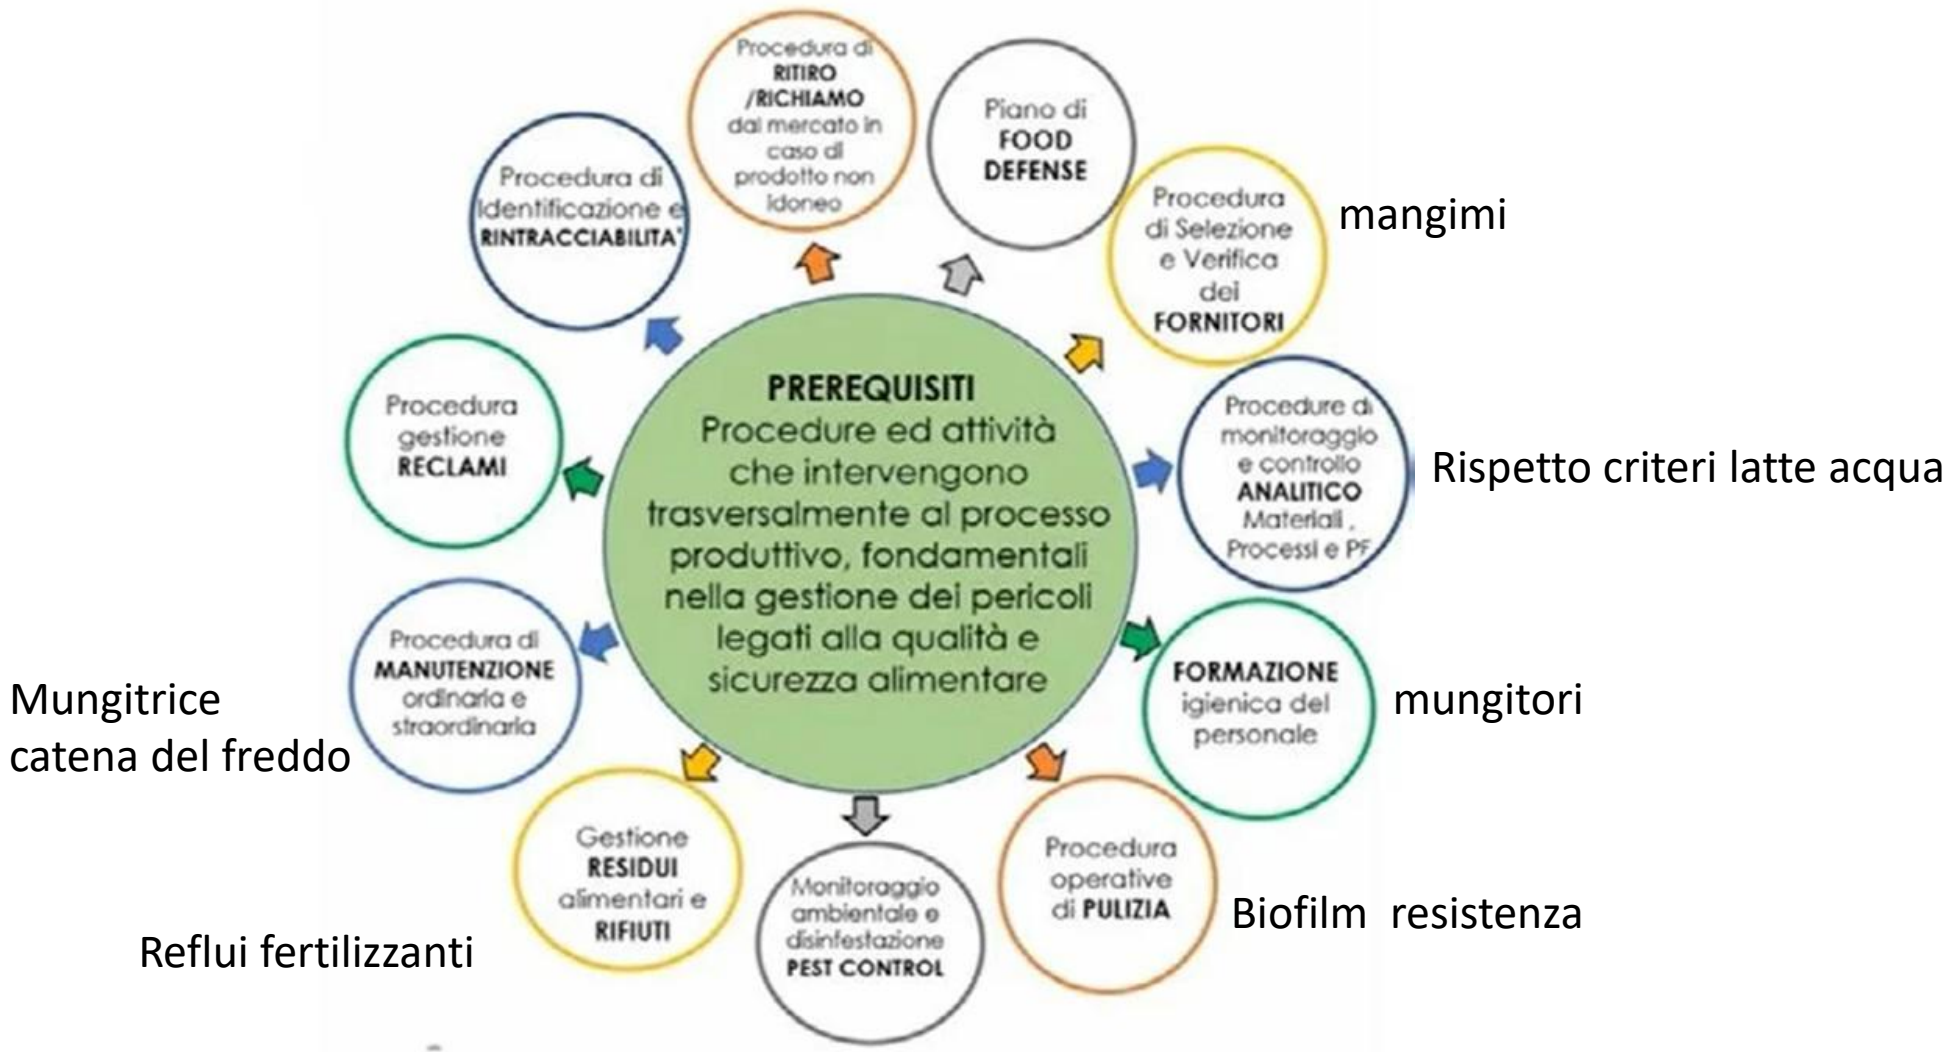 Procedura di
RITIRO
/RICHIAMO
dal mercato in
caso di
prodotto non
idoneo
Piano di
FOOD
DEFENSE
Procedura
di Selezione
e Verifica
dei
FORNITORI
mangimi
Procedure di
monitoraggio
e controllo
ANALITICO
Materiali ,
Processi e PF
Rispetto criteri latte acqua
FORMAZIONE
igienica del
personale
mungitori
Procedura
operative
di PULIZIA
Biofilm resistenza
Monitoraggio
ambientale e
disinfestazione
PEST CONTROL
Gestione
RESIDUI
alimentari e
RIFIUTI
Reflui fertilizzanti
Procedura di
MANUTENZIONE
ordinaria e
straordinaria
Mungitrice
catena del freddo
Procedura
gestione
RECLAMI
Procedura di
Identificazione e
RINTRACCIABILITA'
PREREQUISITI
Procedure ed attività
che intervengono
trasversalmente al processo
produttivo, fondamentali
nella gestione dei pericoli
legati alla qualità e
sicurezza alimentare